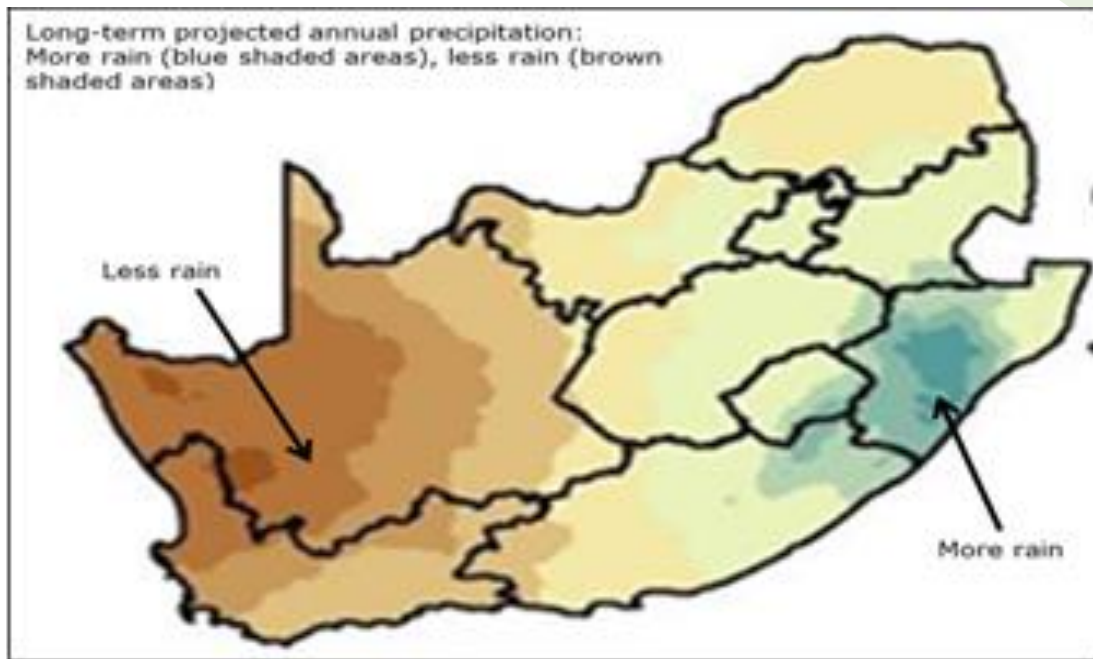 Long-term projected annual precipitation:
More rain (blue shaded areas), less rain (brown
shaded areas)
Less rain
More rain